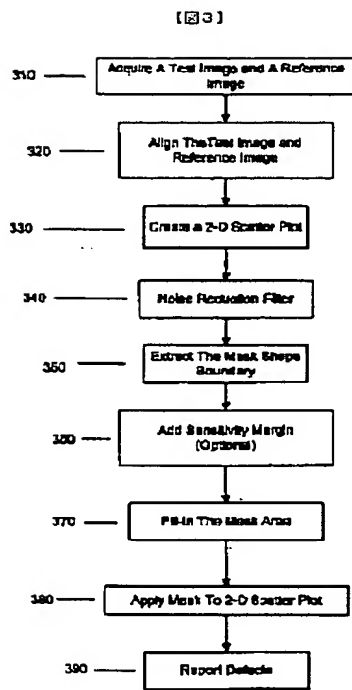 【図3】
310
Acquire A Test Image and A Reference
Image
320
Align The Test Image and
Reference Image
330
Create a 2-D Scatter Plot
340
Noise Reduction Filter
350
Extract The Mask Shape
Boundary
360
Add Sensitivity Margin
(Optional)
370
Fill-In The Mask Area
380
Apply Mask To 2-D Scatter Plot
390
Report Defects